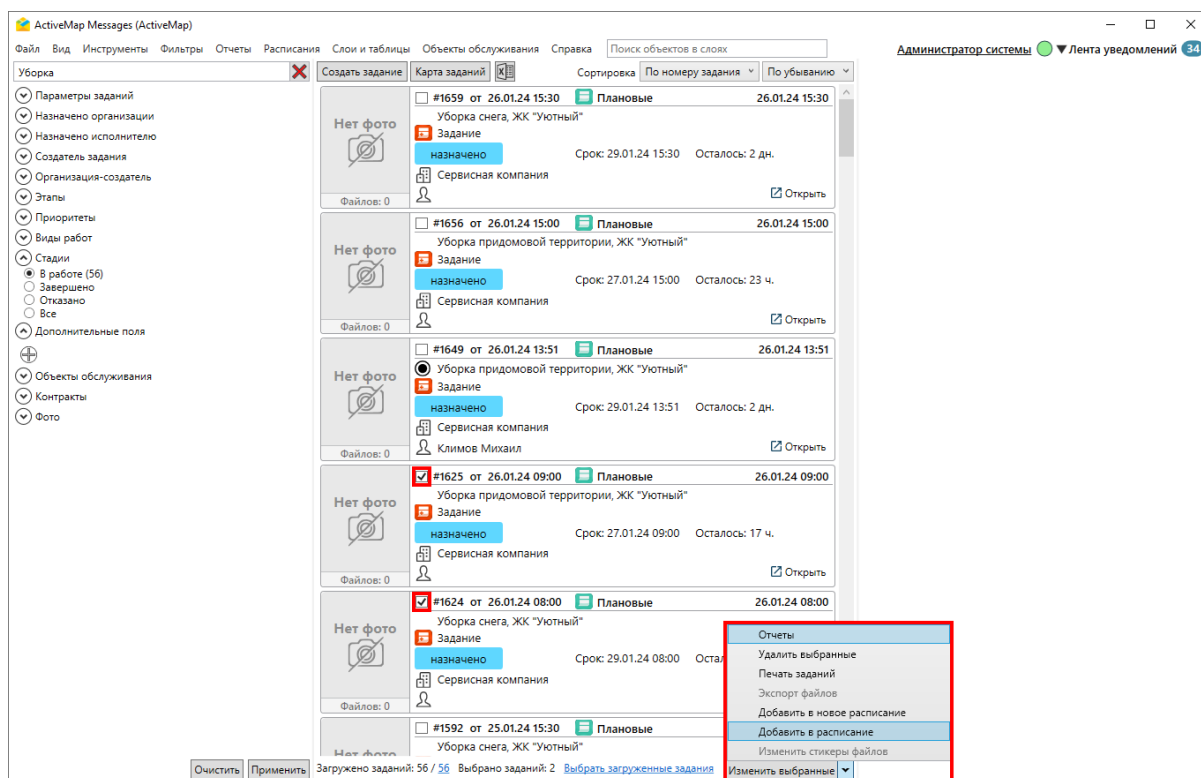 ActiveMap Messages (ActiveMap)
Файл Вид Инструменты Фильтры Отчеты Расписания Слои и таблицы Объекты обслуживания Справка Поиск объектов в слоях Администратор системы ▼ Лента уведомлений 34
Уборка
Создать задание Карта заданий Сортировка По номеру задания По убыванию
Параметры заданий
Назначено организации
Назначено исполнителю
Создатель задания
Организация-создатель
Этапы
Приоритеты
Виды работ
Стадии
В работе (56)
Завершено
Отказано
Все
Дополнительные поля
Объекты обслуживания
Контракты
Фото
Нет фото
Файлов: 0
#1659 от 26.01.24 15:30 Плановые 26.01.24 15:30
Уборка снега, ЖК "Уютный"
Задание
назначено Срок: 29.01.24 15:30 Осталось: 2 дн.
Сервисная компания
Открыть
Нет фото
Файлов: 0
#1656 от 26.01.24 15:00 Плановые 26.01.24 15:00
Уборка придомовой территории, ЖК "Уютный"
Задание
назначено Срок: 27.01.24 15:00 Осталось: 23 ч.
Сервисная компания
Открыть
Нет фото
Файлов: 0
#1649 от 26.01.24 13:51 Плановые 26.01.24 13:51
Уборка придомовой территории, ЖК "Уютный"
Задание
назначено Срок: 29.01.24 13:51 Осталось: 2 дн.
Сервисная компания
Климов Михаил Открыть
Нет фото
Файлов: 0
#1625 от 26.01.24 09:00 Плановые 26.01.24 09:00
Уборка придомовой территории, ЖК "Уютный"
Задание
назначено Срок: 27.01.24 09:00 Осталось: 17 ч.
Сервисная компания
Открыть
Нет фото
Файлов: 0
#1624 от 26.01.24 08:00 Плановые 26.01.24 08:00
Уборка снега, ЖК "Уютный"
Задание
назначено Срок: 29.01.24 08:00
Сервисная компания
Нет фото
#1592 от 25.01.24 15:30 Плановые
Уборка снега, ЖК "Уютный"
Отчеты
Удалить выбранные
Печать заданий
Экспорт файлов
Добавить в новое расписание
Добавить в расписание
Изменить стикеры файлов
Очистить Применить Загружено заданий: 56 / 56 Выбрано заданий: 2 Выбрать загруженные задания Изменить выбранные